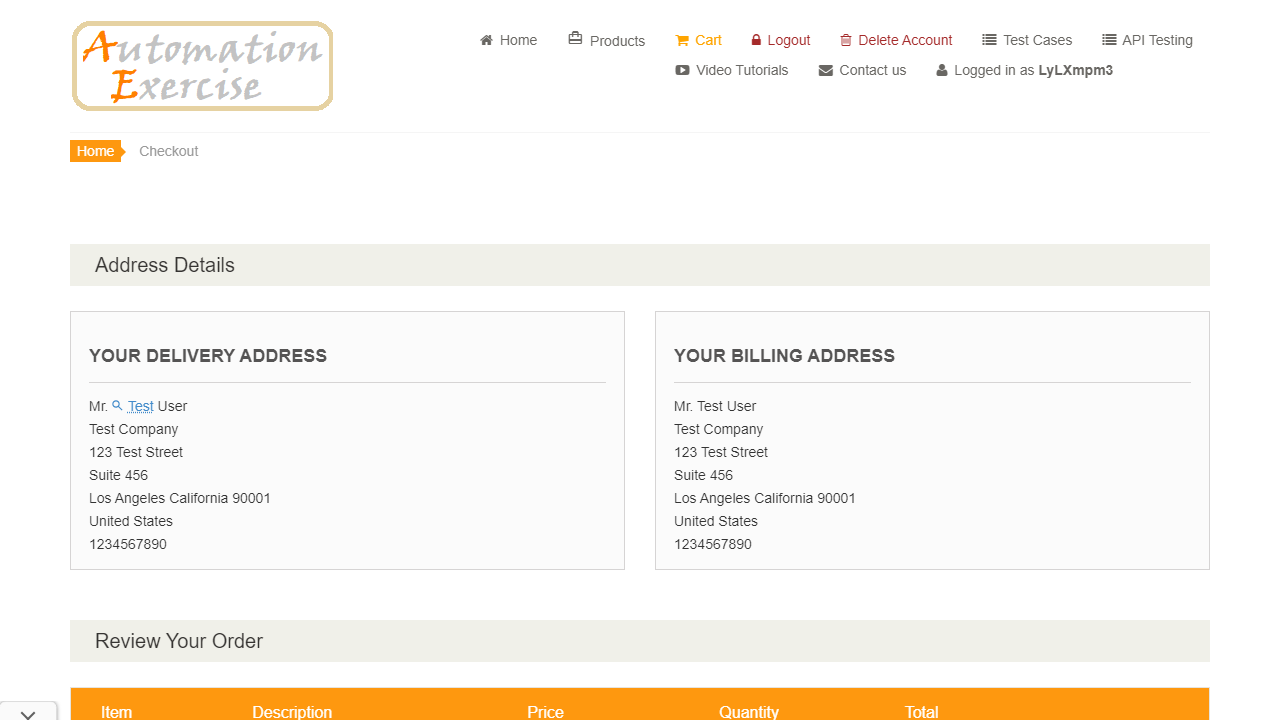 Automation
Exercise
Home Products Cart Logout Delete Account Test Cases API Testing
Video Tutorials Contact us Logged in as LyLXmpm3
Home Checkout
Address Details
YOUR DELIVERY ADDRESS
Mr. Test User
Test Company
123 Test Street
Suite 456
Los Angeles California 90001
United States
1234567890
YOUR BILLING ADDRESS
Mr. Test User
Test Company
123 Test Street
Suite 456
Los Angeles California 90001
United States
1234567890
Review Your Order
Item Description Price Quantity Total